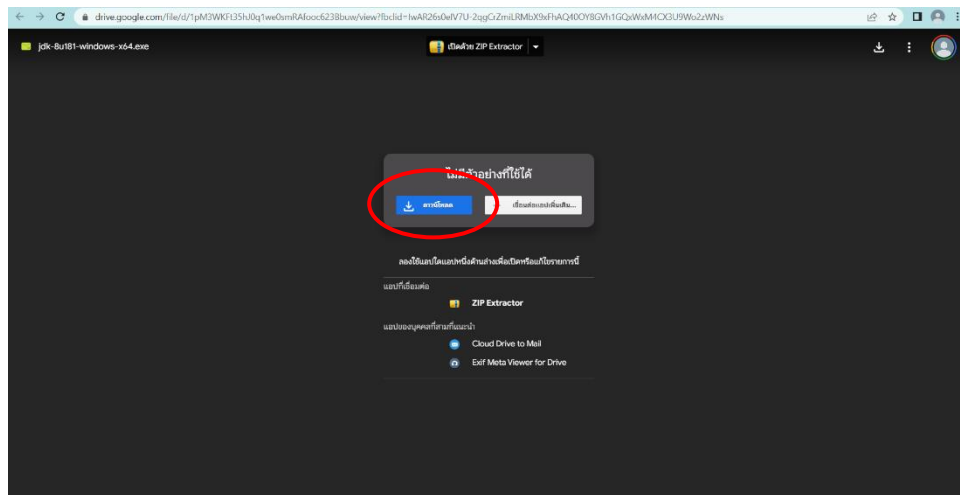 drive.google.com/file/d/1pM3WKFt35hJ0q1we0smRAfooc623Bbuw/view?fbclid=IwAR26s0elV7U-2qgCrZmiLRMbX9xFhAQ40OY8GVh1GQxWxM4CX3U9Wo2zWNs
jdk-8u181-windows-x64.exe
เปิดด้วย ZIP Extractor
ไม่มีตัวอย่างที่ใช้ได้
ดาวน์โหลด
เชื่อมต่อแอปเพิ่มเติม...
ลองใช้แอปใดแอปหนึ่งด้านล่างเพื่อเปิดหรือแก้ไขรายการนี้
แอปที่เชื่อมต่อ
ZIP Extractor
แอปของบุคคลที่สามที่แนะนำ
Cloud Drive to Mail
Exif Meta Viewer for Drive